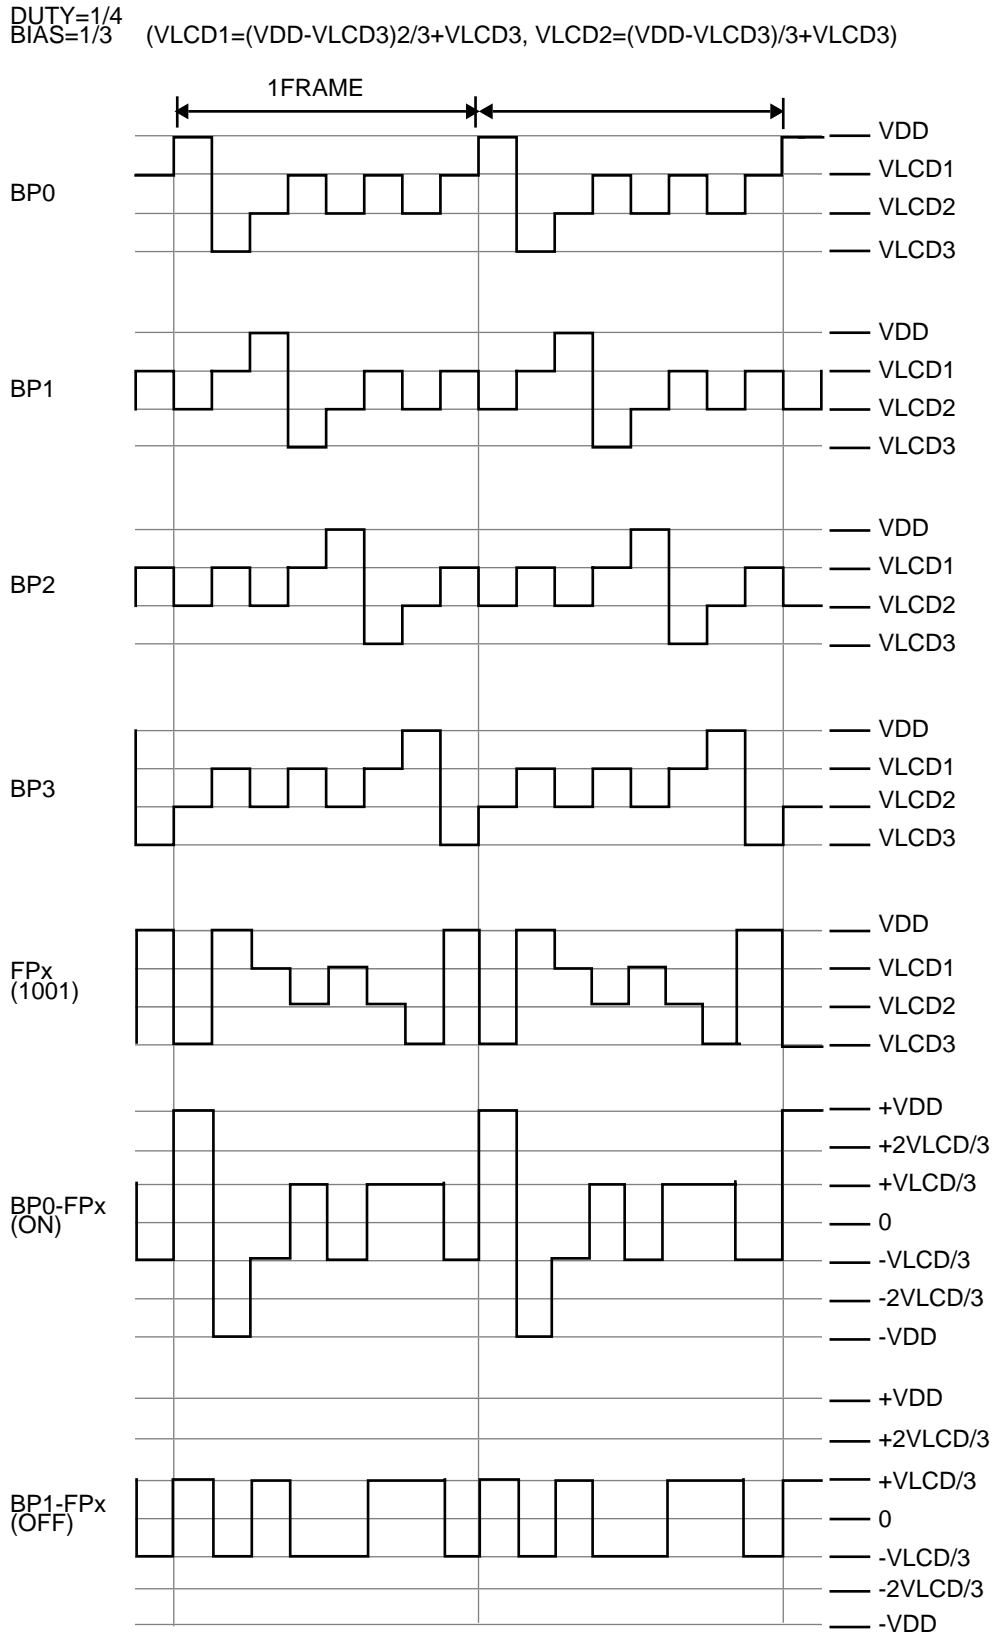 DUTY=1/4
BIAS=1/3 (VLCD1=(VDD-VLCD3)2/3+VLCD3, VLCD2=(VDD-VLCD3)/3+VLCD3)
1FRAME
BP0
VDD
VLCD1
VLCD2
VLCD3
BP1
VDD
VLCD1
VLCD2
VLCD3
BP2
VDD
VLCD1
VLCD2
VLCD3
BP3
VDD
VLCD1
VLCD2
VLCD3
FPx
(1001)
VDD
VLCD1
VLCD2
VLCD3
BP0-FPx
(ON)
+VDD
+2VLCD/3
+VLCD/3
0
-VLCD/3
-2VLCD/3
-VDD
BP1-FPx
(OFF)
+VDD
+2VLCD/3
+VLCD/3
0
-VLCD/3
-2VLCD/3
-VDD